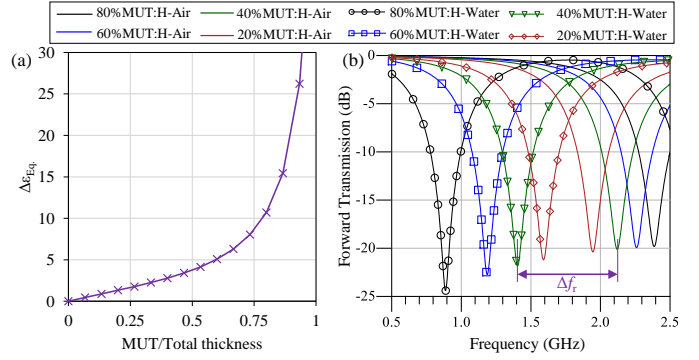 80%MUT:H-Air 40%MUT:H-Air 80%MUT:H-Water 40%MUT:H-Water
60%MUT:H-Air 20%MUT:H-Air 60%MUT:H-Water 20%MUT:H-Water
(a)
30
25
20
15
10
5
0
Δε_Eq.
0 0.25 0.5 0.75 1
MUT/Total thickness
(b)
0
-5
-10
-15
-20
-25
Forward Transmission (dB)
Δf_r
0.5 1.0 1.5 2.0 2.5
Frequency (GHz)